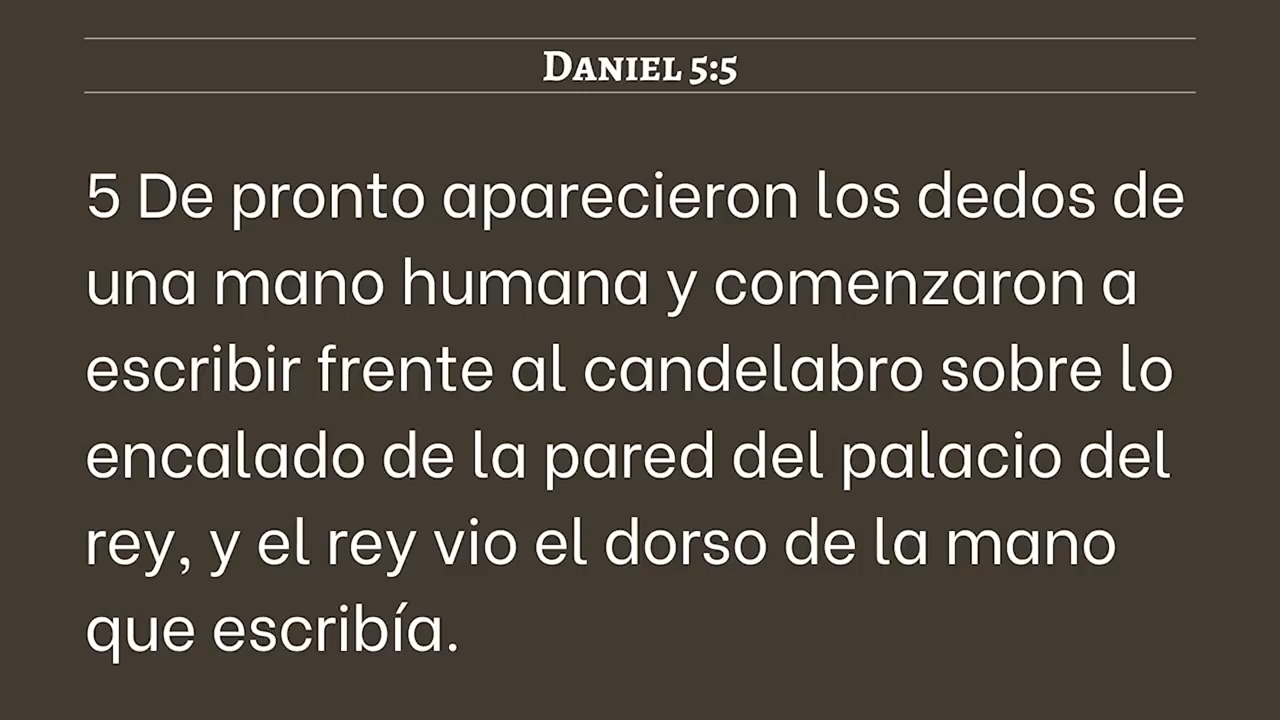 Daniel 5:5
5 De pronto aparecieron los dedos de
una mano humana y comenzaron a
escribir frente al candelabro sobre lo
encalado de la pared del palacio del
rey, y el rey vio el dorso de la mano
que escribía.